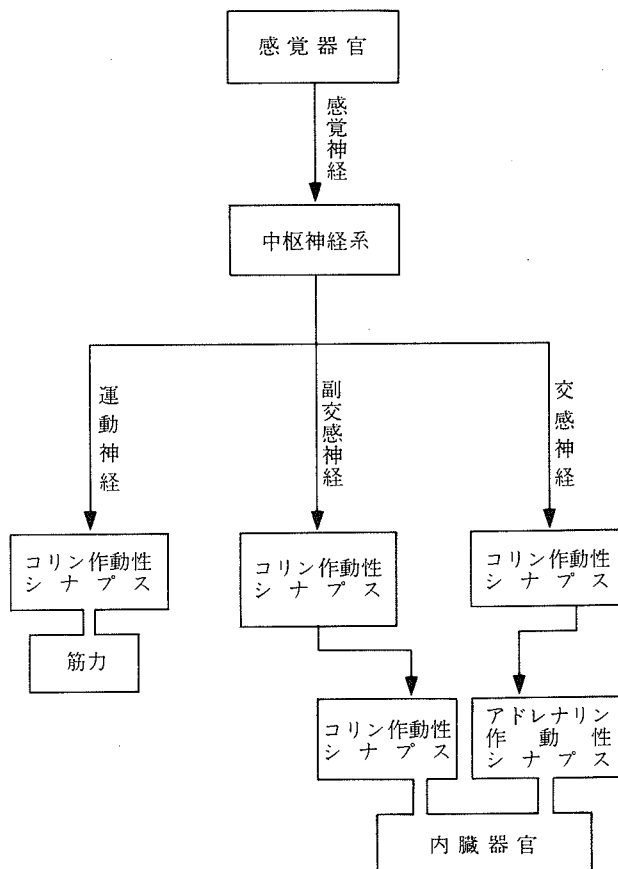 感覚器官
感覚神経
中枢神経系
運動神経
副交感神経
交感神経
コリン作動性
シナプス
コリン作動性
シナプス
コリン作動性
シナプス
筋力
コリン作動性
シナプス
アドレナリン
作動性
シナプス
内臓器官